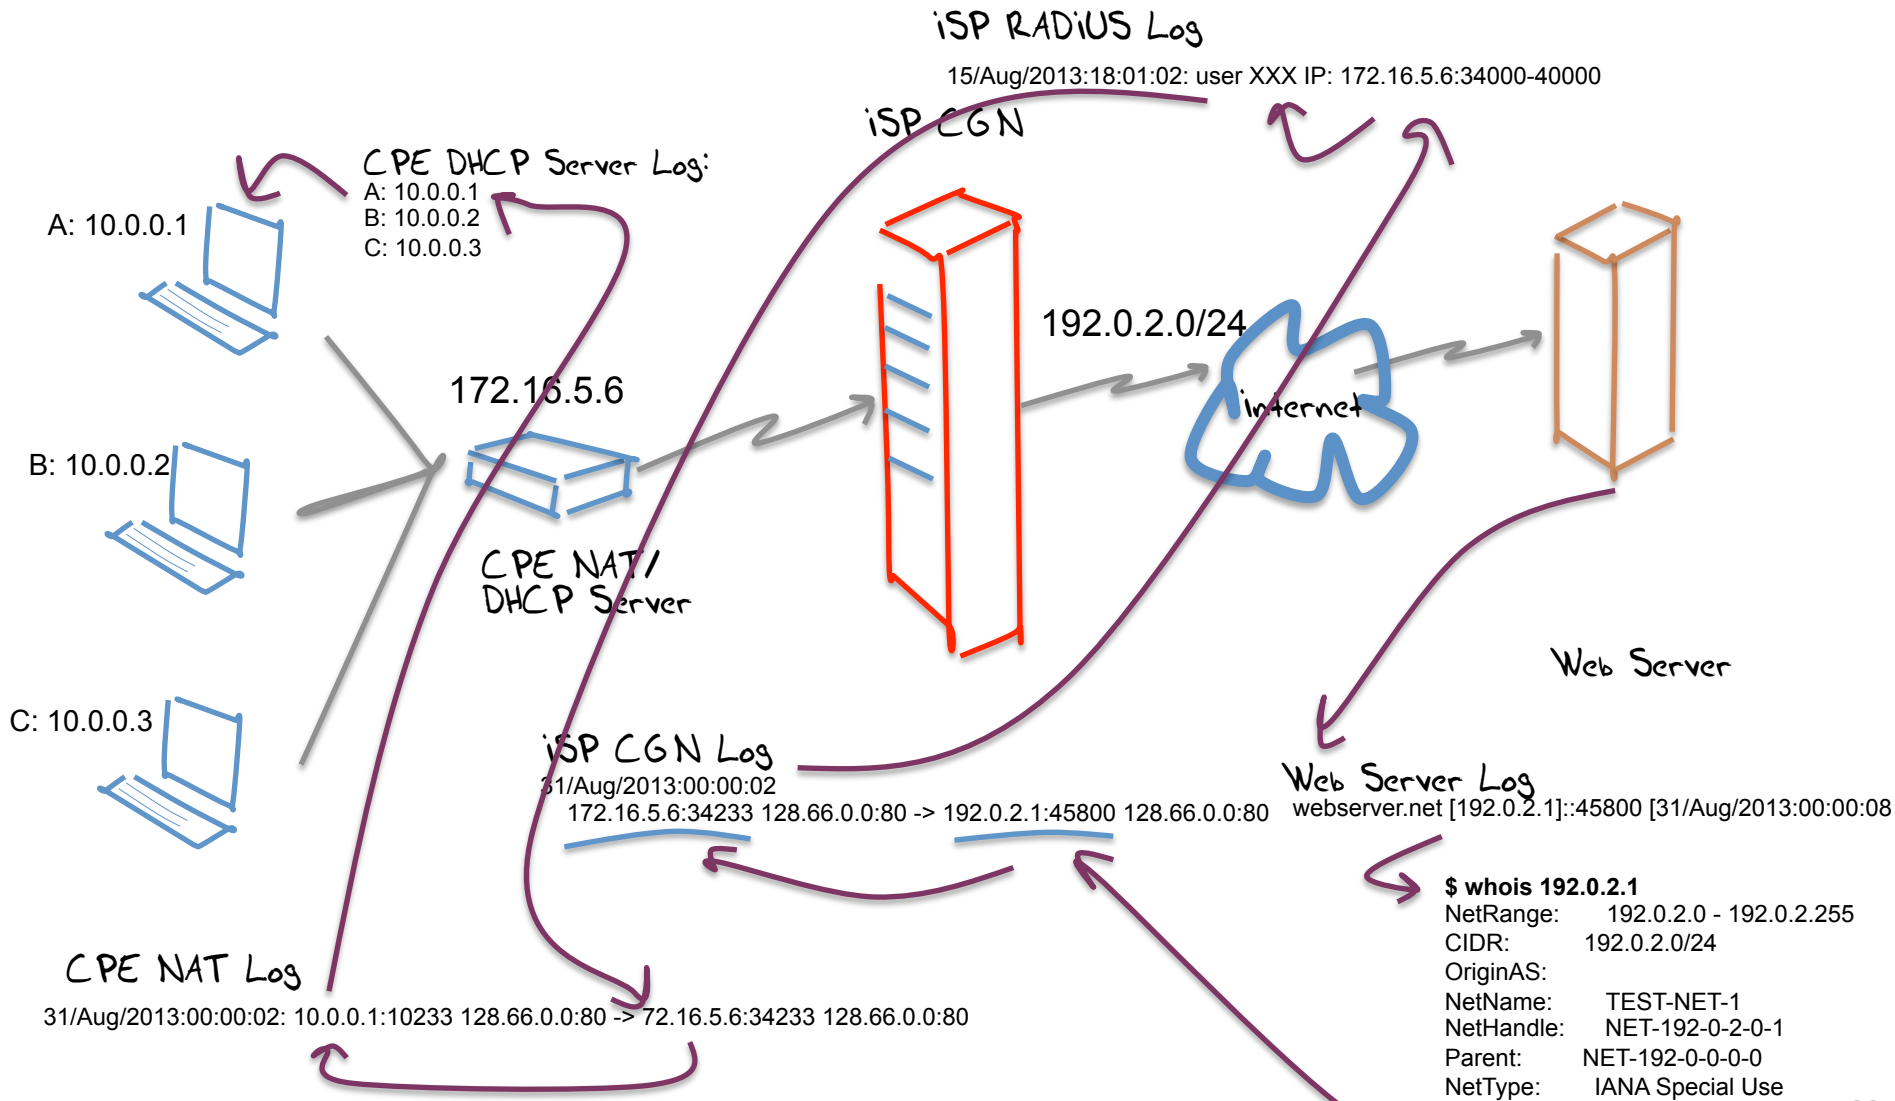 iSP RADiUS Log
15/Aug/2013:18:01:02: user XXX IP: 172.16.5.6:34000-40000
iSP CGN
CPE DHCP Server Log:
A: 10.0.0.1
B: 10.0.0.2
C: 10.0.0.3
A: 10.0.0.1
192.0.2.0/24
172.16.5.6
internet
B: 10.0.0.2
CPE NAT/
DHCP Server
Web Server
C: 10.0.0.3
iSP CGN Log
31/Aug/2013:00:00:02
172.16.5.6:34233 128.66.0.0:80 -> 192.0.2.1:45800 128.66.0.0:80
Web Server Log
webserver.net [192.0.2.1]::45800 [31/Aug/2013:00:00:08
$ whois 192.0.2.1
NetRange: 192.0.2.0 - 192.0.2.255
CIDR: 192.0.2.0/24
OriginAS:
NetName: TEST-NET-1
NetHandle: NET-192-0-2-0-1
Parent: NET-192-0-0-0-0
NetType: IANA Special Use
CPE NAT Log
31/Aug/2013:00:00:02: 10.0.0.1:10233 128.66.0.0:80 -> 72.16.5.6:34233 128.66.0.0:80